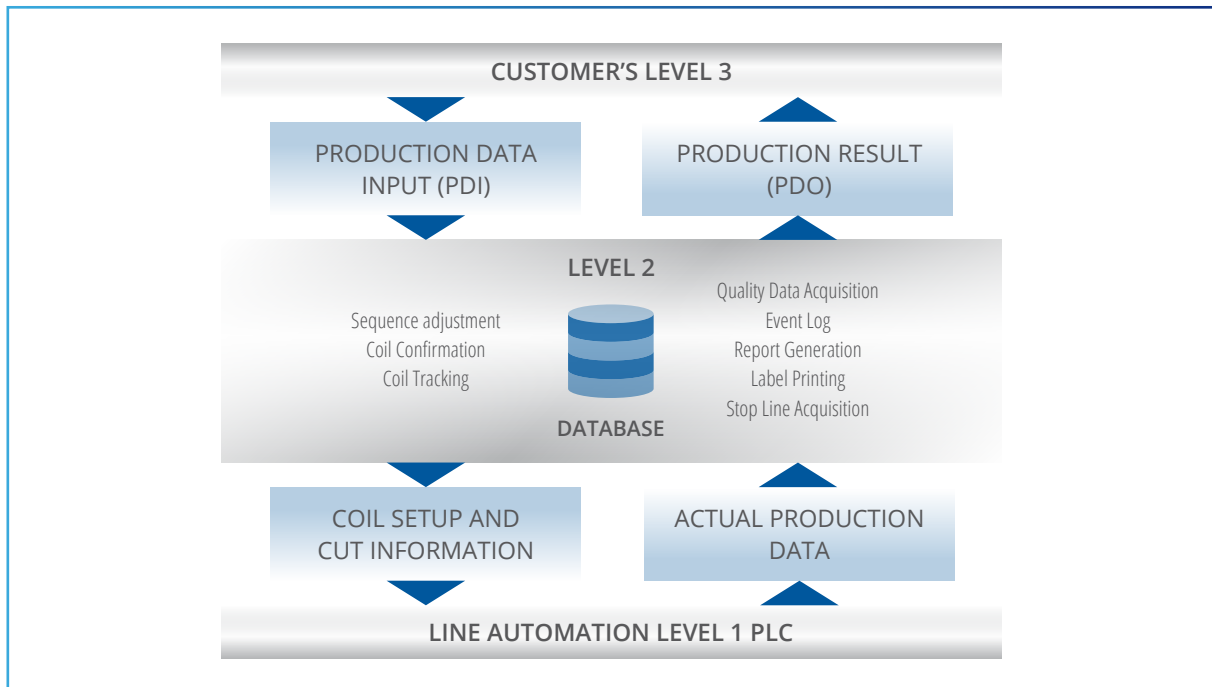 CUSTOMER'S LEVEL 3
PRODUCTION DATA
INPUT (PDI)
PRODUCTION RESULT
(PDO)
LEVEL 2
Sequence adjustment
Coil Confirmation
Coil Tracking
DATABASE
Quality Data Acquisition
Event Log
Report Generation
Label Printing
Stop Line Acquisition
COIL SETUP AND
CUT INFORMATION
ACTUAL PRODUCTION
DATA
LINE AUTOMATION LEVEL 1 PLC